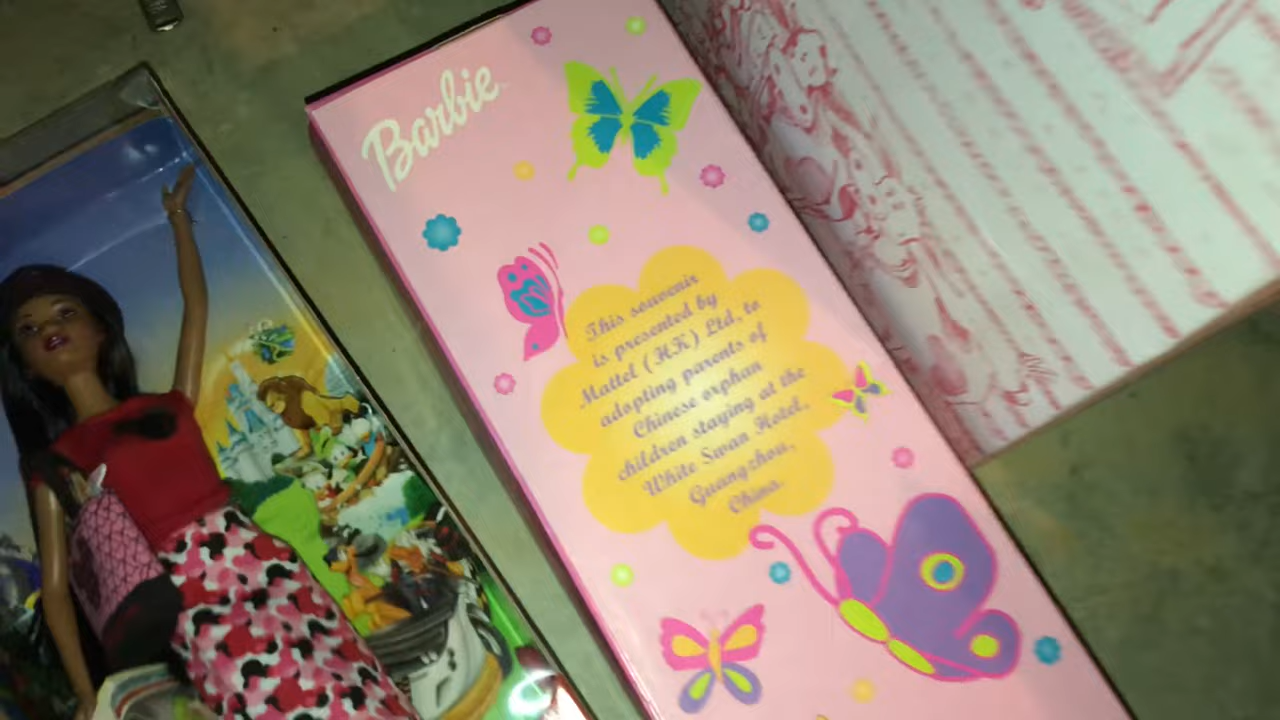 Barbie
This souvenir
is presented by
Mattel (HK) Ltd. to
adopting parents of
Chinese orphan
children staying at the
White Swan Hotel,
Guangzhou,
China.